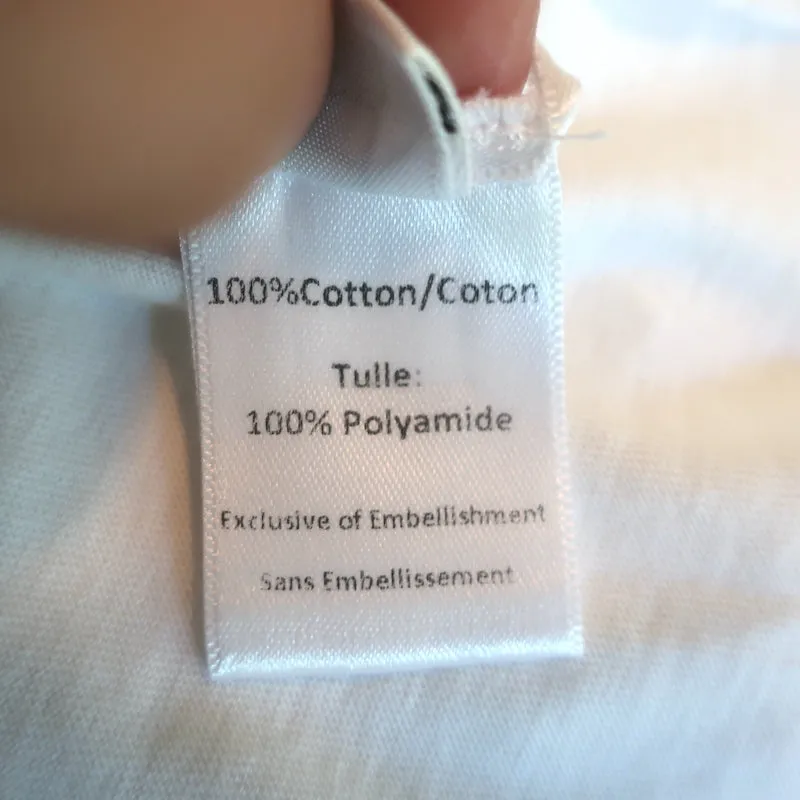 100%Cotton/Coton
Tulle:
100% Polyamide
Exclusive of Embellishment
Sans Embellissement